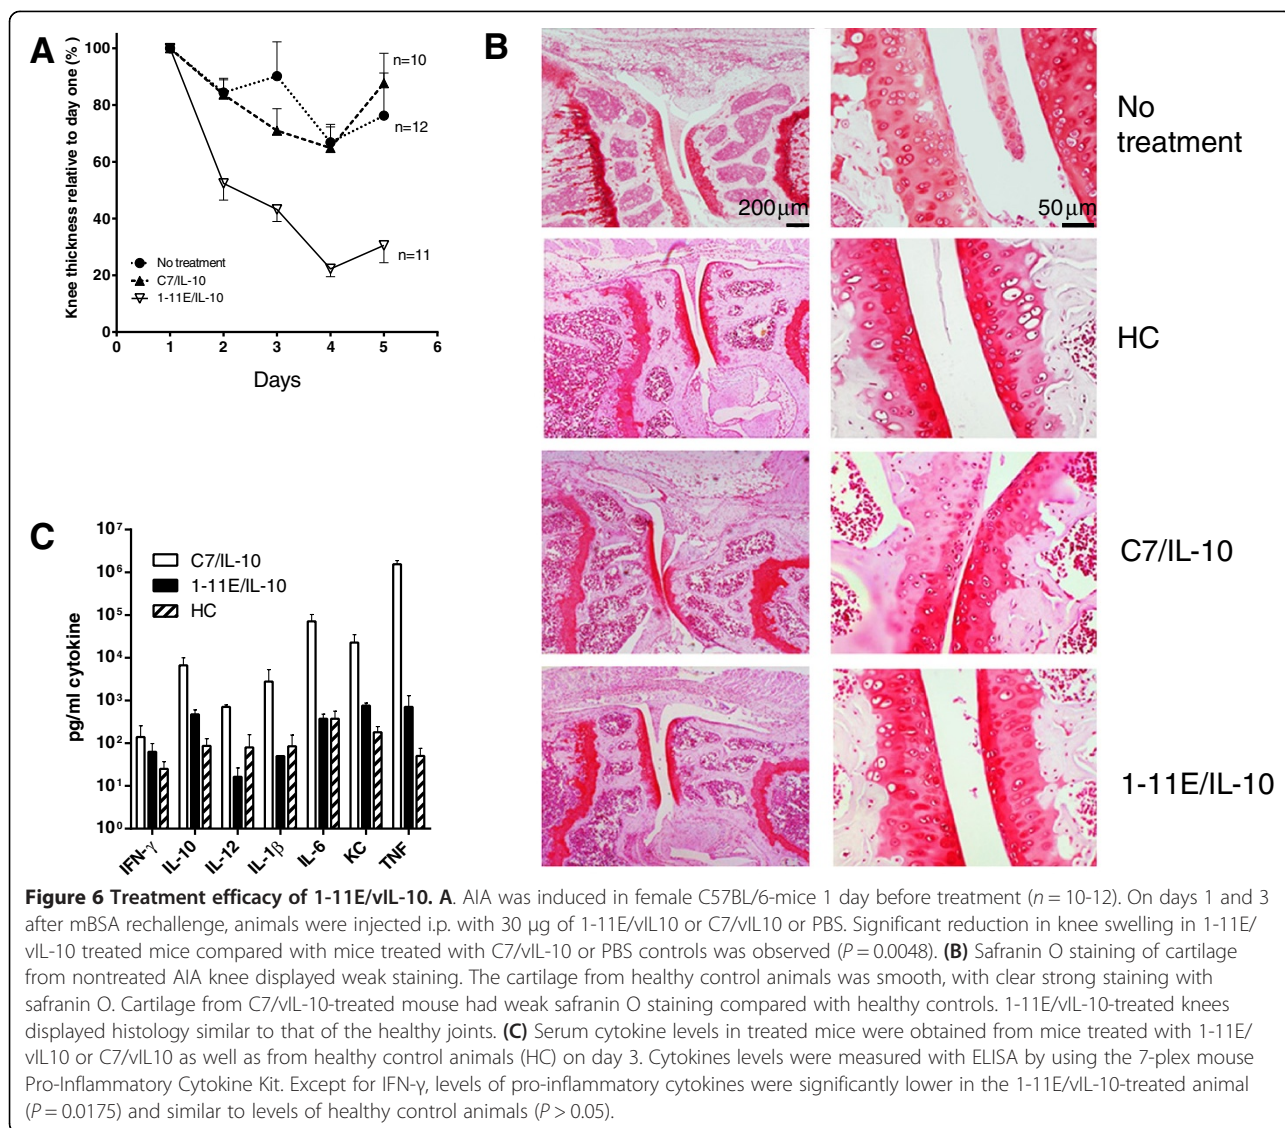 A
Knee thickness relative to day one (%)
100
80
60
40
20
0
0 1 2 3 4 5 6
Days
n=10
n=12
n=11
No treatment
C7/IL-10
1-11E/IL-10
B
200 µm
50 µm
No
treatment
HC
C7/IL-10
1-11E/IL-10
C
pg/ml cytokine
10⁷
10⁶
10⁵
10⁴
10³
10²
10¹
10⁰
C7/IL-10
1-11E/IL-10
HC
IFN-γ IL-10 IL-12 IL-1β IL-6 KC TNF
Figure 6 Treatment efficacy of 1-11E/vIL-10. A. AIA was induced in female C57BL/6-mice 1 day before treatment (n = 10-12). On days 1 and 3
after mBSA rechallenge, animals were injected i.p. with 30 µg of 1-11E/vIL10 or C7/vIL10 or PBS. Significant reduction in knee swelling in 1-11E/
vIL-10 treated mice compared with mice treated with C7/vIL-10 or PBS controls was observed (P = 0.0048). (B) Safranin O staining of cartilage
from nontreated AIA knee displayed weak staining. The cartilage from healthy control animals was smooth, with clear strong staining with
safranin O. Cartilage from C7/vIL-10-treated mouse had weak safranin O staining compared with healthy controls. 1-11E/vIL-10-treated knees
displayed histology similar to that of the healthy joints. (C) Serum cytokine levels in treated mice were obtained from mice treated with 1-11E/
vIL10 or C7/vIL10 as well as from healthy control animals (HC) on day 3. Cytokines levels were measured with ELISA by using the 7-plex mouse
Pro-Inflammatory Cytokine Kit. Except for IFN-γ, levels of pro-inflammatory cytokines were significantly lower in the 1-11E/vIL-10-treated animal
(P = 0.0175) and similar to levels of healthy control animals (P > 0.05).